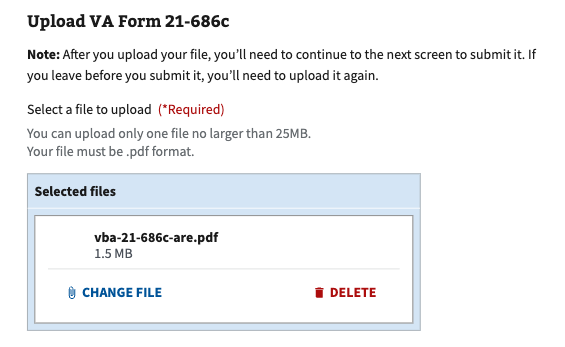 Upload VA Form 21-686c
Note: After you upload your file, you’ll need to continue to the next screen to submit it. If
you leave before you submit it, you’ll need to upload it again.
Select a file to upload (*Required)
You can upload only one file no larger than 25MB.
Your file must be .pdf format.
Selected files
vba-21-686c-are.pdf
1.5 MB
CHANGE FILE DELETE